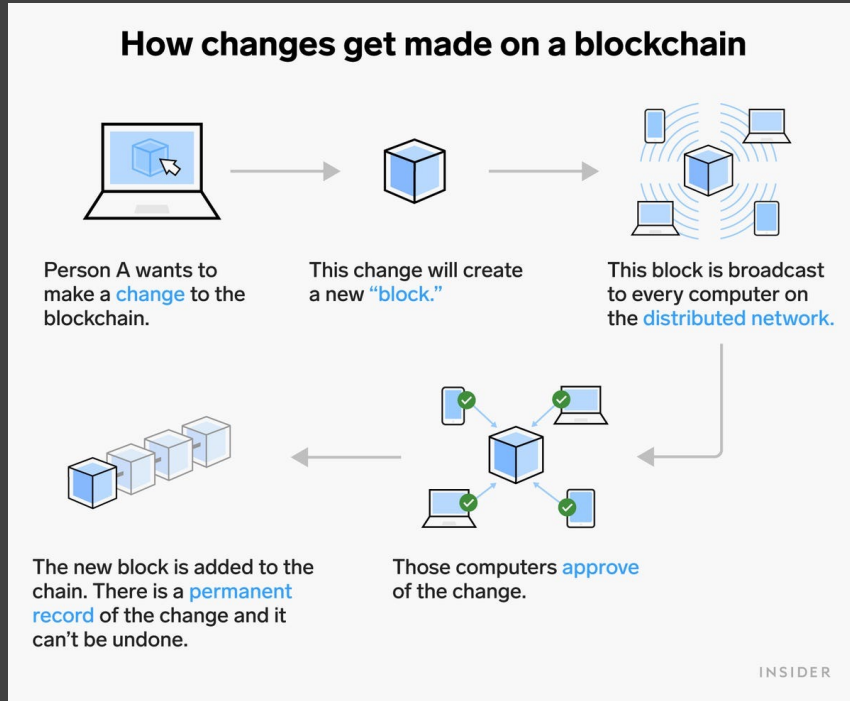 How changes get made on a blockchain
Person A wants to
make a change to the
blockchain.
This change will create
a new “block.”
This block is broadcast
to every computer on
the distributed network.
Those computers approve
of the change.
The new block is added to the
chain. There is a permanent
record of the change and it
can’t be undone.
INSIDER